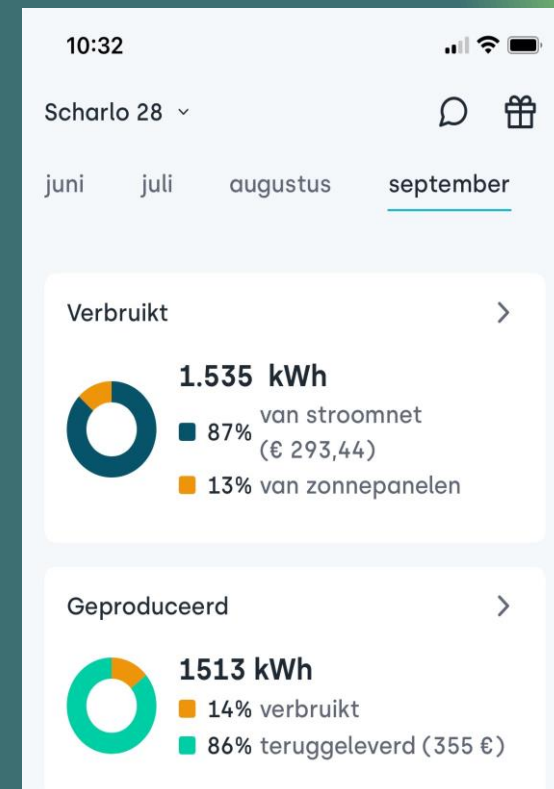 10:32
Scharlo 28
juni juli augustus september
Verbruikt
1.535 kWh
87% van stroomnet
(€ 293,44)
13% van zonnepanelen
Geproduceerd
1513 kWh
14% verbruikt
86% teruggeleverd (355 €)